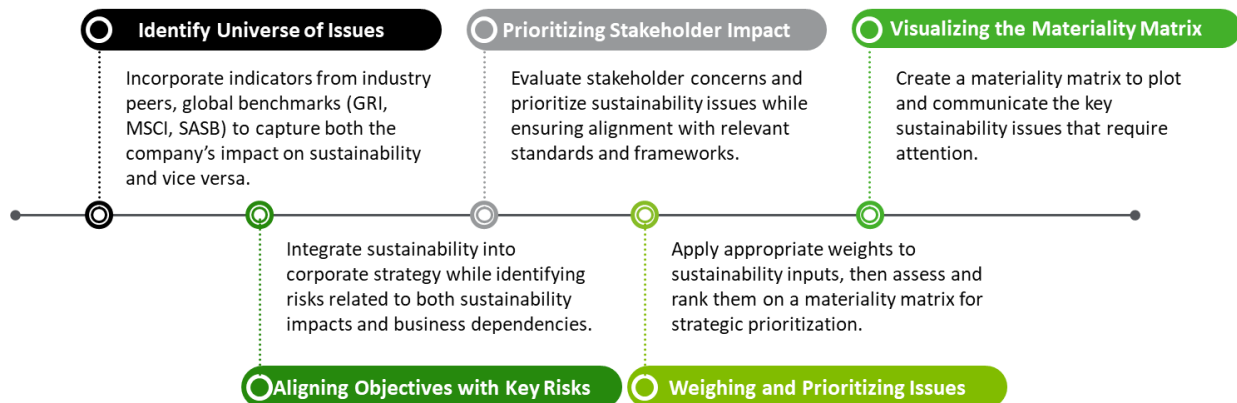 Identify Universe of Issues
Incorporate indicators from industry
peers, global benchmarks (GRI,
MSCI, SASB) to capture both the
company’s impact on sustainability
and vice versa.
Prioritizing Stakeholder Impact
Evaluate stakeholder concerns and
prioritize sustainability issues while
ensuring alignment with relevant
standards and frameworks.
Visualizing the Materiality Matrix
Create a materiality matrix to plot
and communicate the key
sustainability issues that require
attention.
Integrate sustainability into
corporate strategy while identifying
risks related to both sustainability
impacts and business dependencies.
Aligning Objectives with Key Risks
Apply appropriate weights to
sustainability inputs, then assess and
rank them on a materiality matrix for
strategic prioritization.
Weighing and Prioritizing Issues